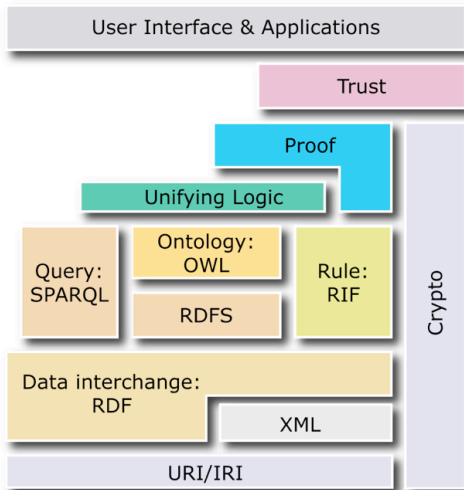 User Interface & Applications
Trust
Proof
Unifying Logic
Query:
SPARQL
Ontology:
OWL
RDFS
Rule:
RIF
Crypto
Data interchange:
RDF
XML
URI/IRI